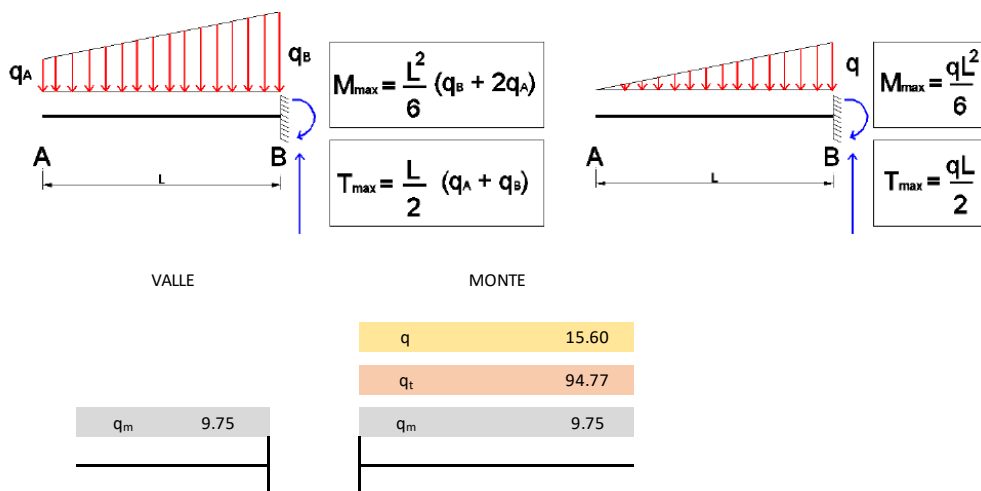 qA
qB
Mmax = L²/6 (qB + 2qA)
A
B
L
Tmax = L/2 (qA + qB)
q
Mmax = qL²/6
A
B
L
Tmax = qL/2
VALLE
MONTE
q 15.60
qt 94.77
qm 9.75
qm 9.75